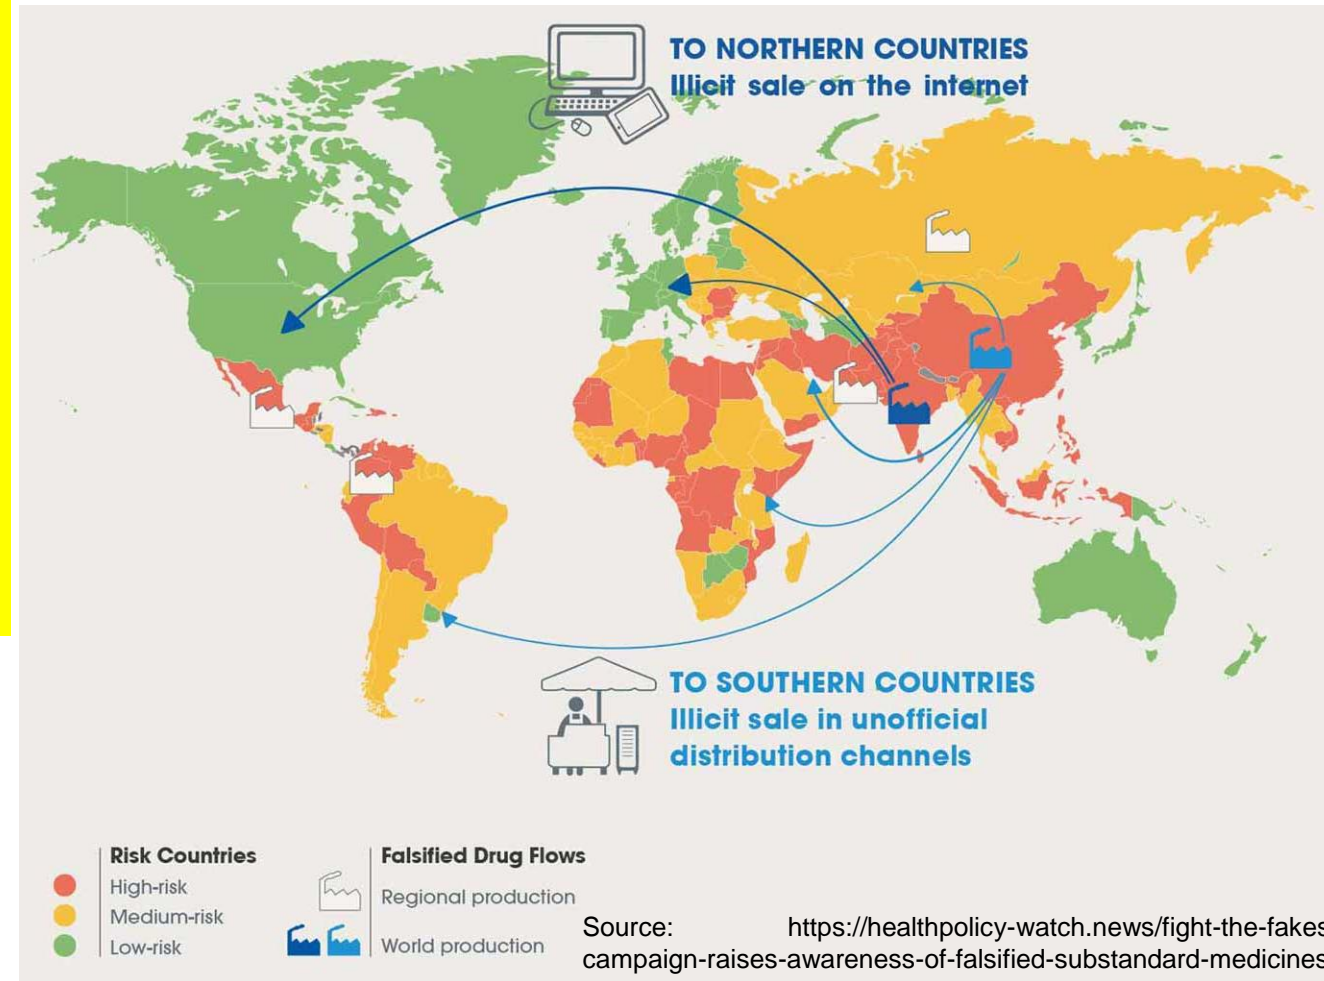 TO NORTHERN COUNTRIES
Illicit sale on the internet
TO SOUTHERN COUNTRIES
Illicit sale in unofficial
distribution channels
Risk Countries
High-risk
Medium-risk
Low-risk
Falsified Drug Flows
Regional production
World production
Source: https://healthpolicy-watch.news/fight-the-fakes
campaign-raises-awareness-of-falsified-substandard-medicines